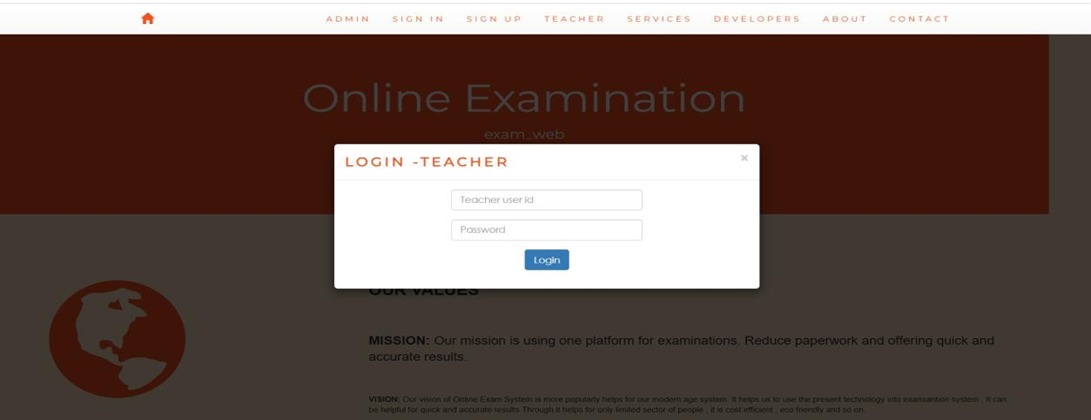 ADMIN SIGN IN SIGN UP TEACHER SERVICES DEVELOPERS ABOUT CONTACT
Online Examination
exam_web
LOGIN -TEACHER ×
Teacher user id
Password
Login
OUR VALUES
MISSION: Our mission is using one platform for examinations. Reduce paperwork and offering quick and
accurate results.
VISION: Our vision of Online Exam System is more popularly helps for our modern age system. It helps us to use the present technology into examsantion system . It can
be helpful for quick and accurate results.Through it helps for only limited sector of people , it is cost efficient , eco friendly and so on.